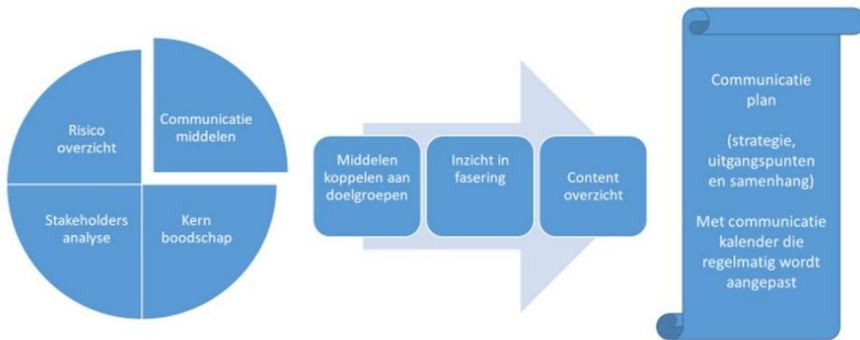 Risico
overzicht
Communicatie
middelen
Stakeholders
analyse
Kern
boodschap
Middelen
koppelen aan
doelgroepen
Inzicht in
fasering
Content
overzicht
Communicatie
plan
(strategie,
uitgangspunten
en samenhang)
Met communicatie
kalender die
regelmatig wordt
aangepast